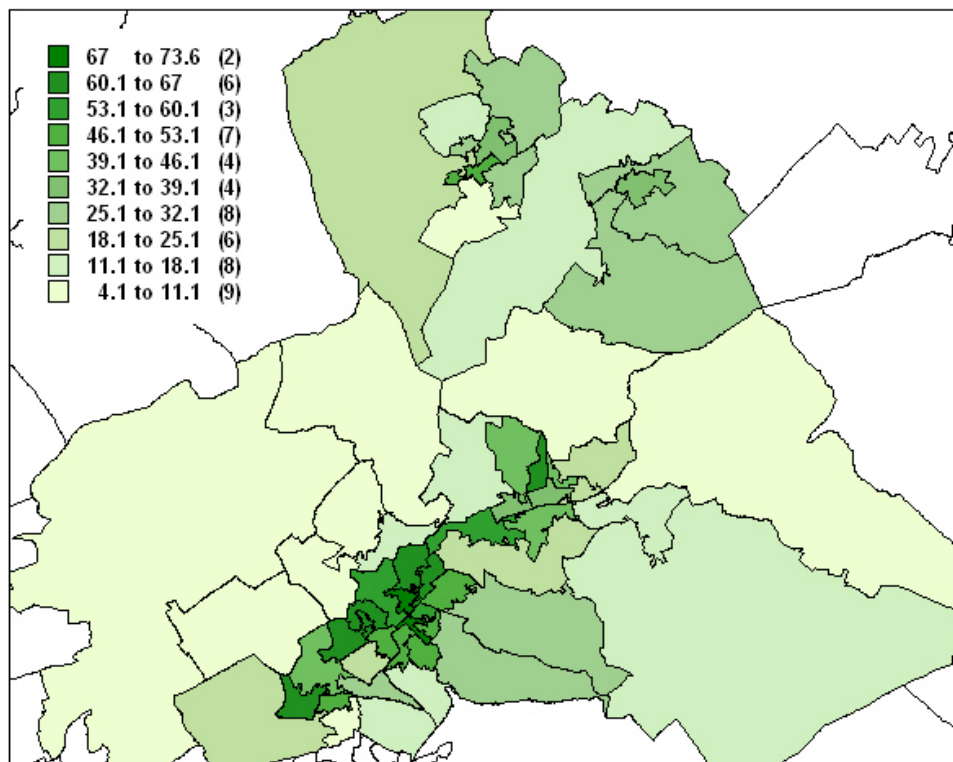 67 to 73.6 (2)
60.1 to 67 (6)
53.1 to 60.1 (3)
46.1 to 53.1 (7)
39.1 to 46.1 (4)
32.1 to 39.1 (4)
25.1 to 32.1 (8)
18.1 to 25.1 (6)
11.1 to 18.1 (8)
4.1 to 11.1 (9)